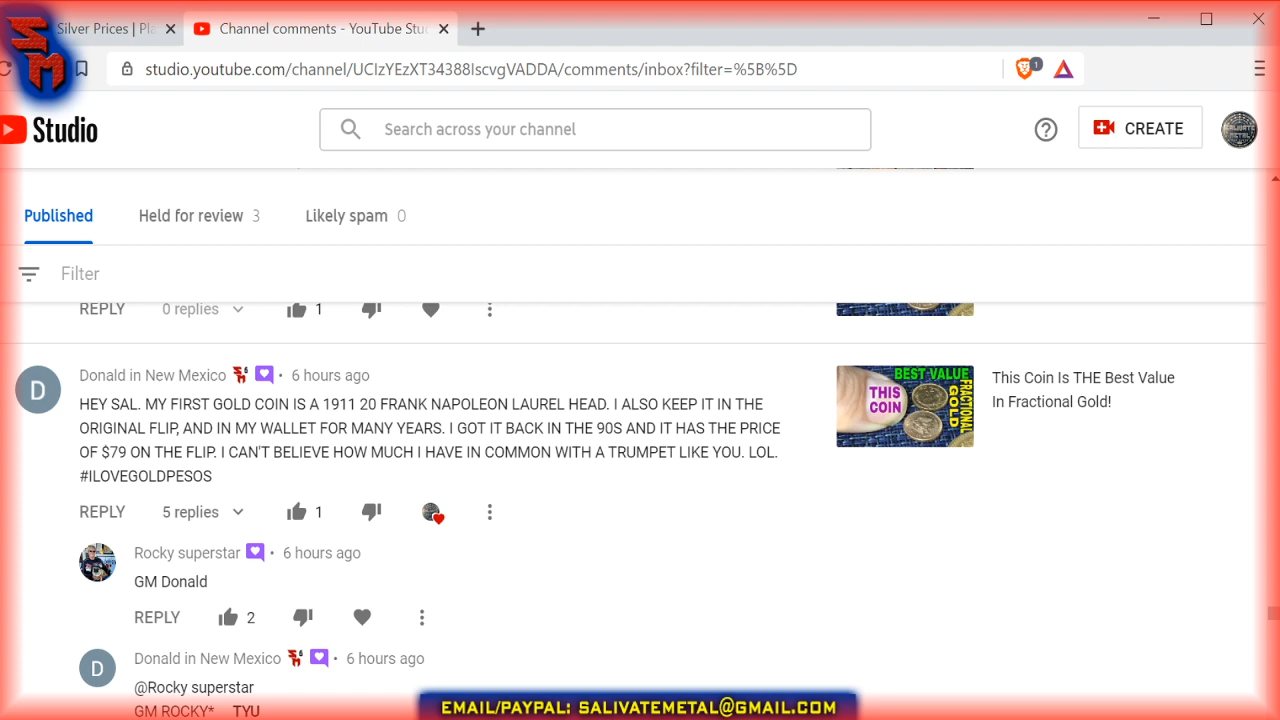 SM
Silver Prices | Pla
Channel comments - YouTube Stu
studio.youtube.com/channel/UCIzYEzXT34388IscvgVADDA/comments/inbox?filter=%5B%5D
1
Studio
Search across your channel
CREATE
Published
Held for review 3
Likely spam 0
Filter
REPLY 0 replies 1
Donald in New Mexico • 6 hours ago
HEY SAL. MY FIRST GOLD COIN IS A 1911 20 FRANK NAPOLEON LAUREL HEAD. I ALSO KEEP IT IN THE
ORIGINAL FLIP, AND IN MY WALLET FOR MANY YEARS. I GOT IT BACK IN THE 90S AND IT HAS THE PRICE
OF $79 ON THE FLIP. I CAN'T BELIEVE HOW MUCH I HAVE IN COMMON WITH A TRUMPET LIKE YOU. LOL.
#ILOVEGOLDPESOS
BEST VALUE
THIS
COIN
FRACTIONAL
GOLD
This Coin Is THE Best Value
In Fractional Gold!
REPLY 5 replies 1
D
Rocky superstar • 6 hours ago
GM Donald
REPLY 2
D
Donald in New Mexico • 6 hours ago
@Rocky superstar
GM ROCKY* TYU
EMAIL/PAYPAL: SALIVATEMETAL@GMAIL.COM